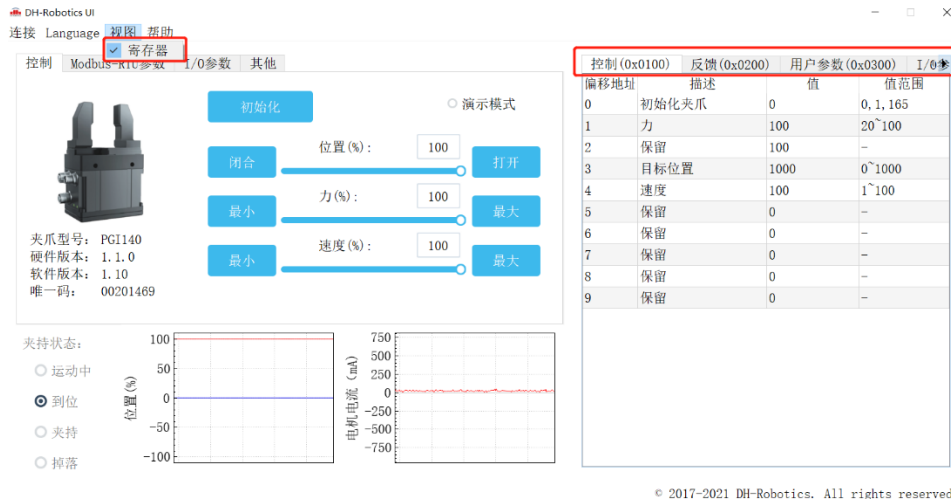 DH-Robotics UI
连接 Language 视图 帮助
寄存器
控制 Modbus-RTU参数 I/O参数 其他
初始化 演示模式
位置(%): 100
闭合 打开
力(%): 100
最小 最大
速度(%): 100
最小 最大
夹爪型号: PGI140
硬件版本: 1.1.0
软件版本: 1.10
唯一码: 00201469
夹持状态:
运动中
到位
夹持
掉落
位置(%)
100
50
0
-50
-100
电机电流 (mA)
750
500
250
0
-250
-500
-750
控制(0x0100) 反馈(0x0200) 用户参数(0x0300)
偏移地址 描述 值 值范围
0 初始化夹爪 0 0,1,165
1 力 100 20~100
2 保留 100 -
3 目标位置 1000 0~1000
4 速度 100 1~100
5 保留 0 -
6 保留 0 -
7 保留 0 -
8 保留 0 -
9 保留 0 -
© 2017-2021 DH-Robotics. All rights reserved